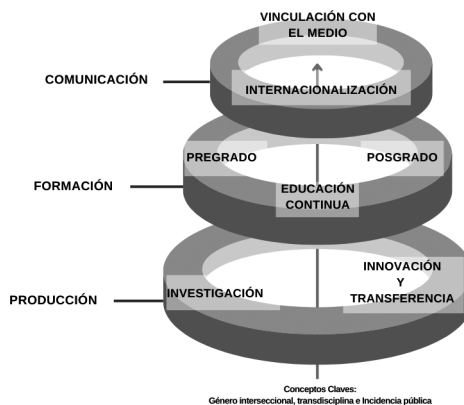 VINCULACIÓN CON
EL MEDIO
COMUNICACIÓN
INTERNACIONALIZACIÓN
PREGRADO
POSGRADO
FORMACIÓN
EDUCACIÓN
CONTINUA
INNOVACIÓN
Y
TRANSFERENCIA
INVESTIGACIÓN
PRODUCCIÓN
Conceptos Claves:
Género interseccional, transdisciplina e Incidencia pública